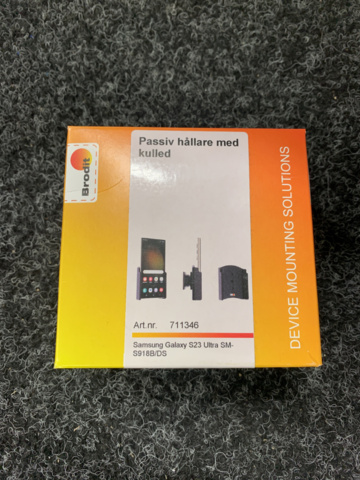 Brodit
Passiv hållare med
kulled
Art.nr. 711346
Samsung Galaxy S23 Ultra SM-
S918B/DS
DEVICE MOUNTING SOLUTIONS